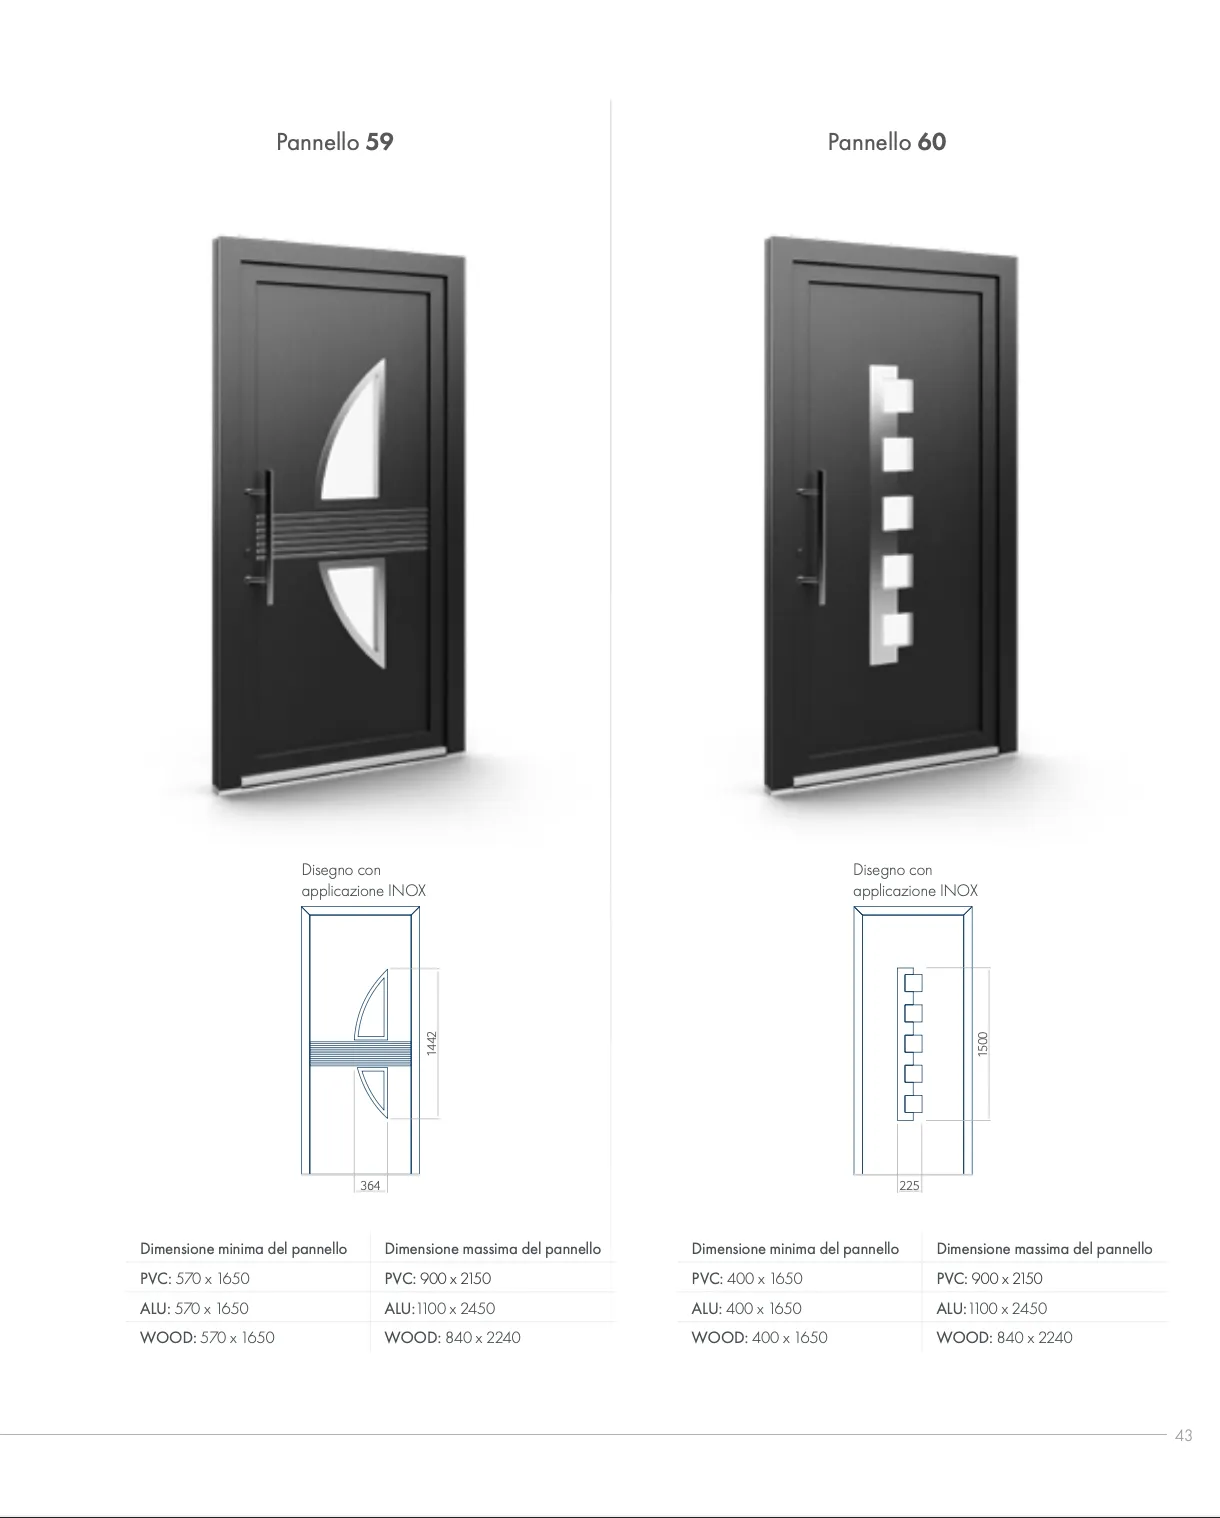 Pannello 59
Disegno con
applicazione INOX
1442
364
Dimensione minima del pannello
Dimensione massima del pannello
PVC: 570 x 1650
PVC: 900 x 2150
ALU: 570 x 1650
ALU:1100 x 2450
WOOD: 570 x 1650
WOOD: 840 x 2240
Pannello 60
Disegno con
applicazione INOX
1500
225
Dimensione minima del pannello
Dimensione massima del pannello
PVC: 400 x 1650
PVC: 900 x 2150
ALU: 400 x 1650
ALU:1100 x 2450
WOOD: 400 x 1650
WOOD: 840 x 2240
43